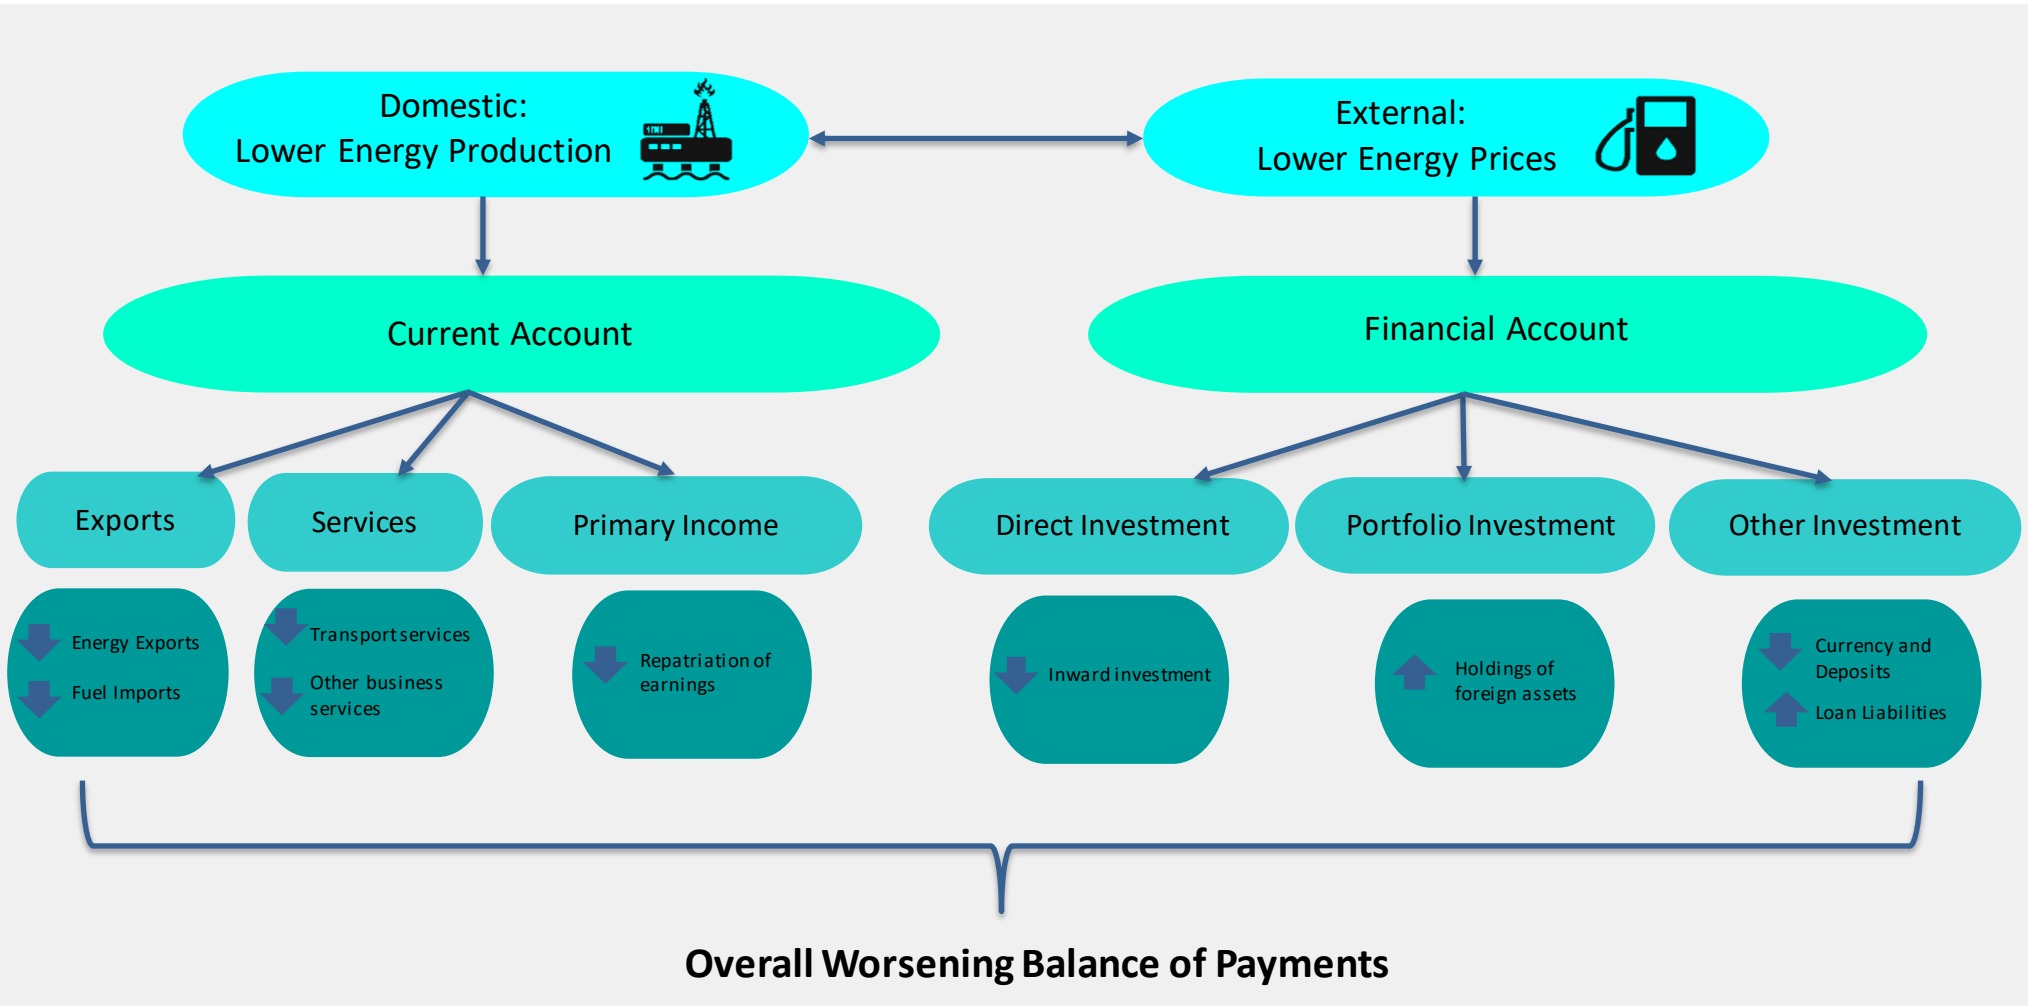 Domestic:
Lower Energy Production
External:
Lower Energy Prices
Current Account
Financial Account
Exports
Services
Primary Income
Direct Investment
Portfolio Investment
Other Investment
Energy Exports
Fuel Imports
Transport services
Other business
services
Repatriation of
earnings
Inward investment
Holdings of
foreign assets
Currency and
Deposits
Loan Liabilities
Overall Worsening Balance of Payments